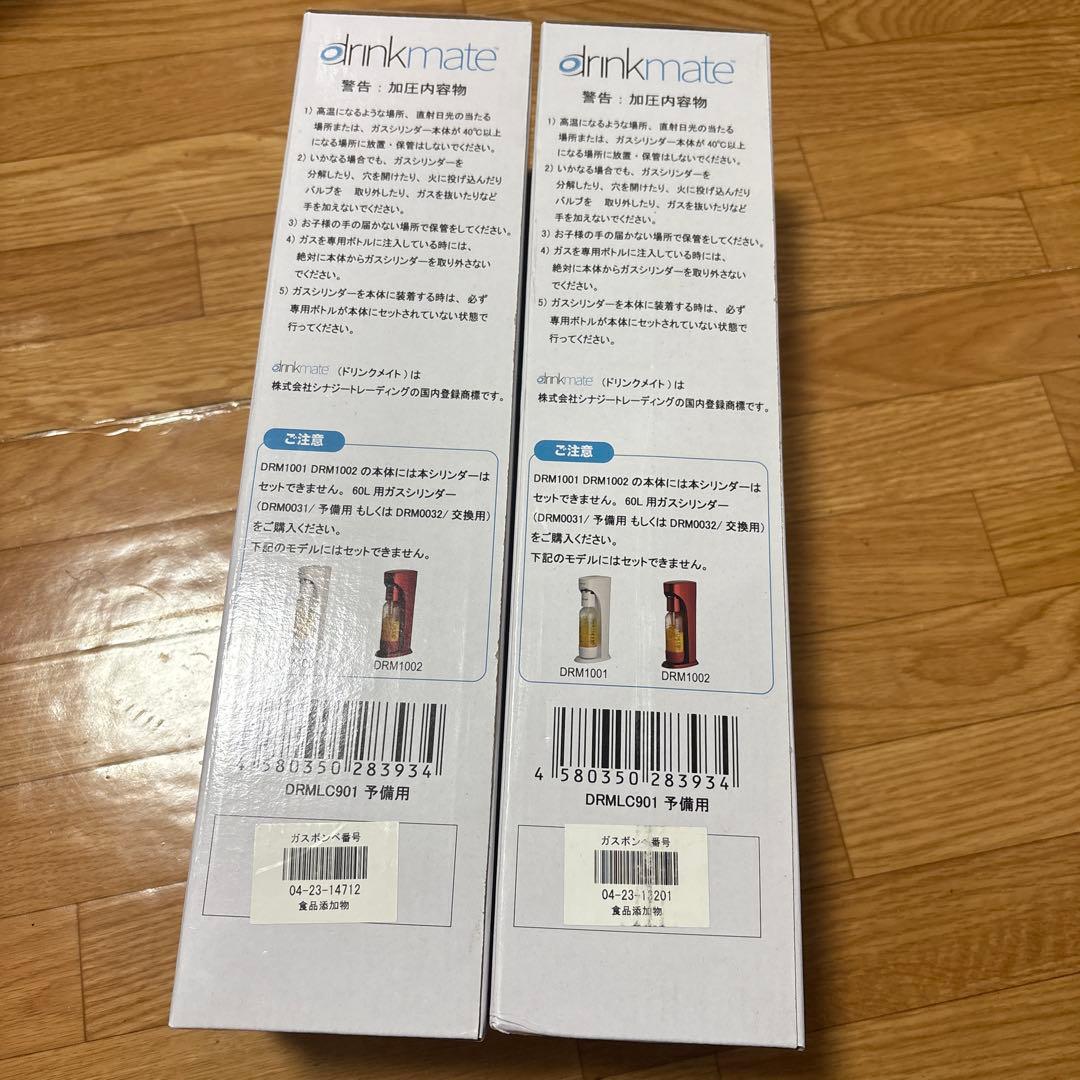 drinkmate
警告：加圧内容物
1）高温になるような場所、直射日光の当たる
場所または、ガスシリンダー本体が40℃以上
になる場所に放置・保管はしないでください。
2）いかなる場合でも、ガスシリンダーを
分解したり、穴を開けたり、火に投げ込んだり
バルブを 取り外したり、ガスを抜いたりなど
手を加えないでください。
3）お子様の手の届かない場所で保管をしてください。
4）ガスを専用ボトルに注入している時には、
絶対に本体からガスシリンダーを取り外さない
でください。
5）ガスシリンダーを本体に装着する時は、必ず
専用ボトルが本体にセットされていない状態で
行ってください。
drinkmate（ドリンクメイト）は
株式会社シナジートレーディングの国内登録商標です。
ご注意
DRM1001 DRM1002 の本体には本シリンダーは
セットできません。60L 用ガスシリンダー
（DRM0031/ 予備用 もしくは DRM0032/ 交換用）
をご購入ください。
下記のモデルにはセットできません。
DRM1002
4 580350 283934
DRMLC901 予備用
ガスボンベ番号
04-23-14712
食品添加物
drinkmate
警告：加圧内容物
1）高温になるような場所、直射日光の当たる
場所または、ガスシリンダー本体が40℃以上
になる場所に放置・保管はしないでください。
2）いかなる場合でも、ガスシリンダーを
分解したり、穴を開けたり、火に投げ込んだり
バルブを 取り外したり、ガスを抜いたりなど
手を加えないでください。
3）お子様の手の届かない場所で保管をしてください。
4）ガスを専用ボトルに注入している時には、
絶対に本体からガスシリンダーを取り外さない
でください。
5）ガスシリンダーを本体に装着する時は、必ず
専用ボトルが本体にセットされていない状態で
行ってください。
drinkmate（ドリンクメイト）は
株式会社シナジートレーディングの国内登録商標です。
ご注意
DRM1001 DRM1002 の本体には本シリンダーは
セットできません。60L 用ガスシリンダー
（DRM0031/ 予備用 もしくは DRM0032/ 交換用）
をご購入ください。
下記のモデルにはセットできません。
DRM1001
DRM1002
4 580350 283934
DRMLC901 予備用
ガスボンベ番号
04-23-13201
食品添加物